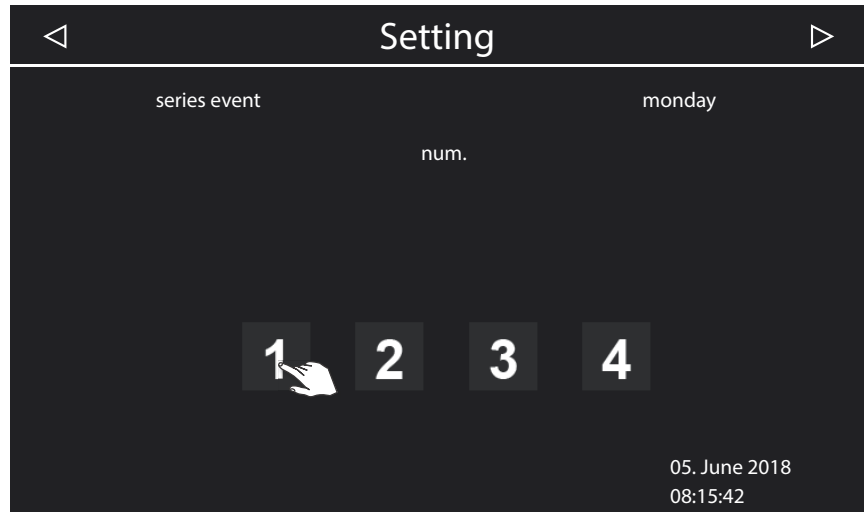 Setting
series event monday
num.
1 2 3 4
05. June 2018
08:15:42